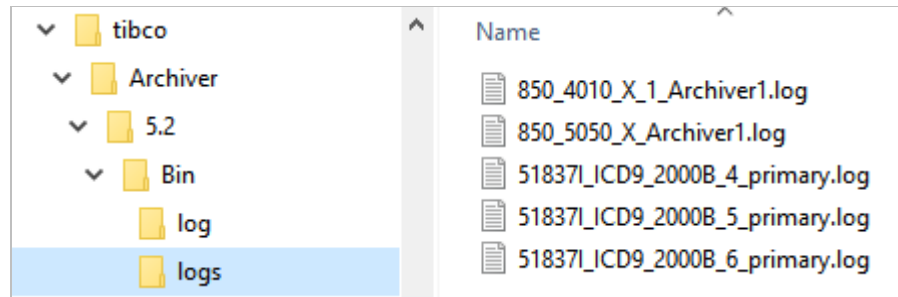 tibco
Archiver
5.2
Bin
log
logs
Name
850_4010_X_1_Archiver1.log
850_5050_X_Archiver1.log
51837I_ICD9_2000B_4_primary.log
51837I_ICD9_2000B_5_primary.log
51837I_ICD9_2000B_6_primary.log